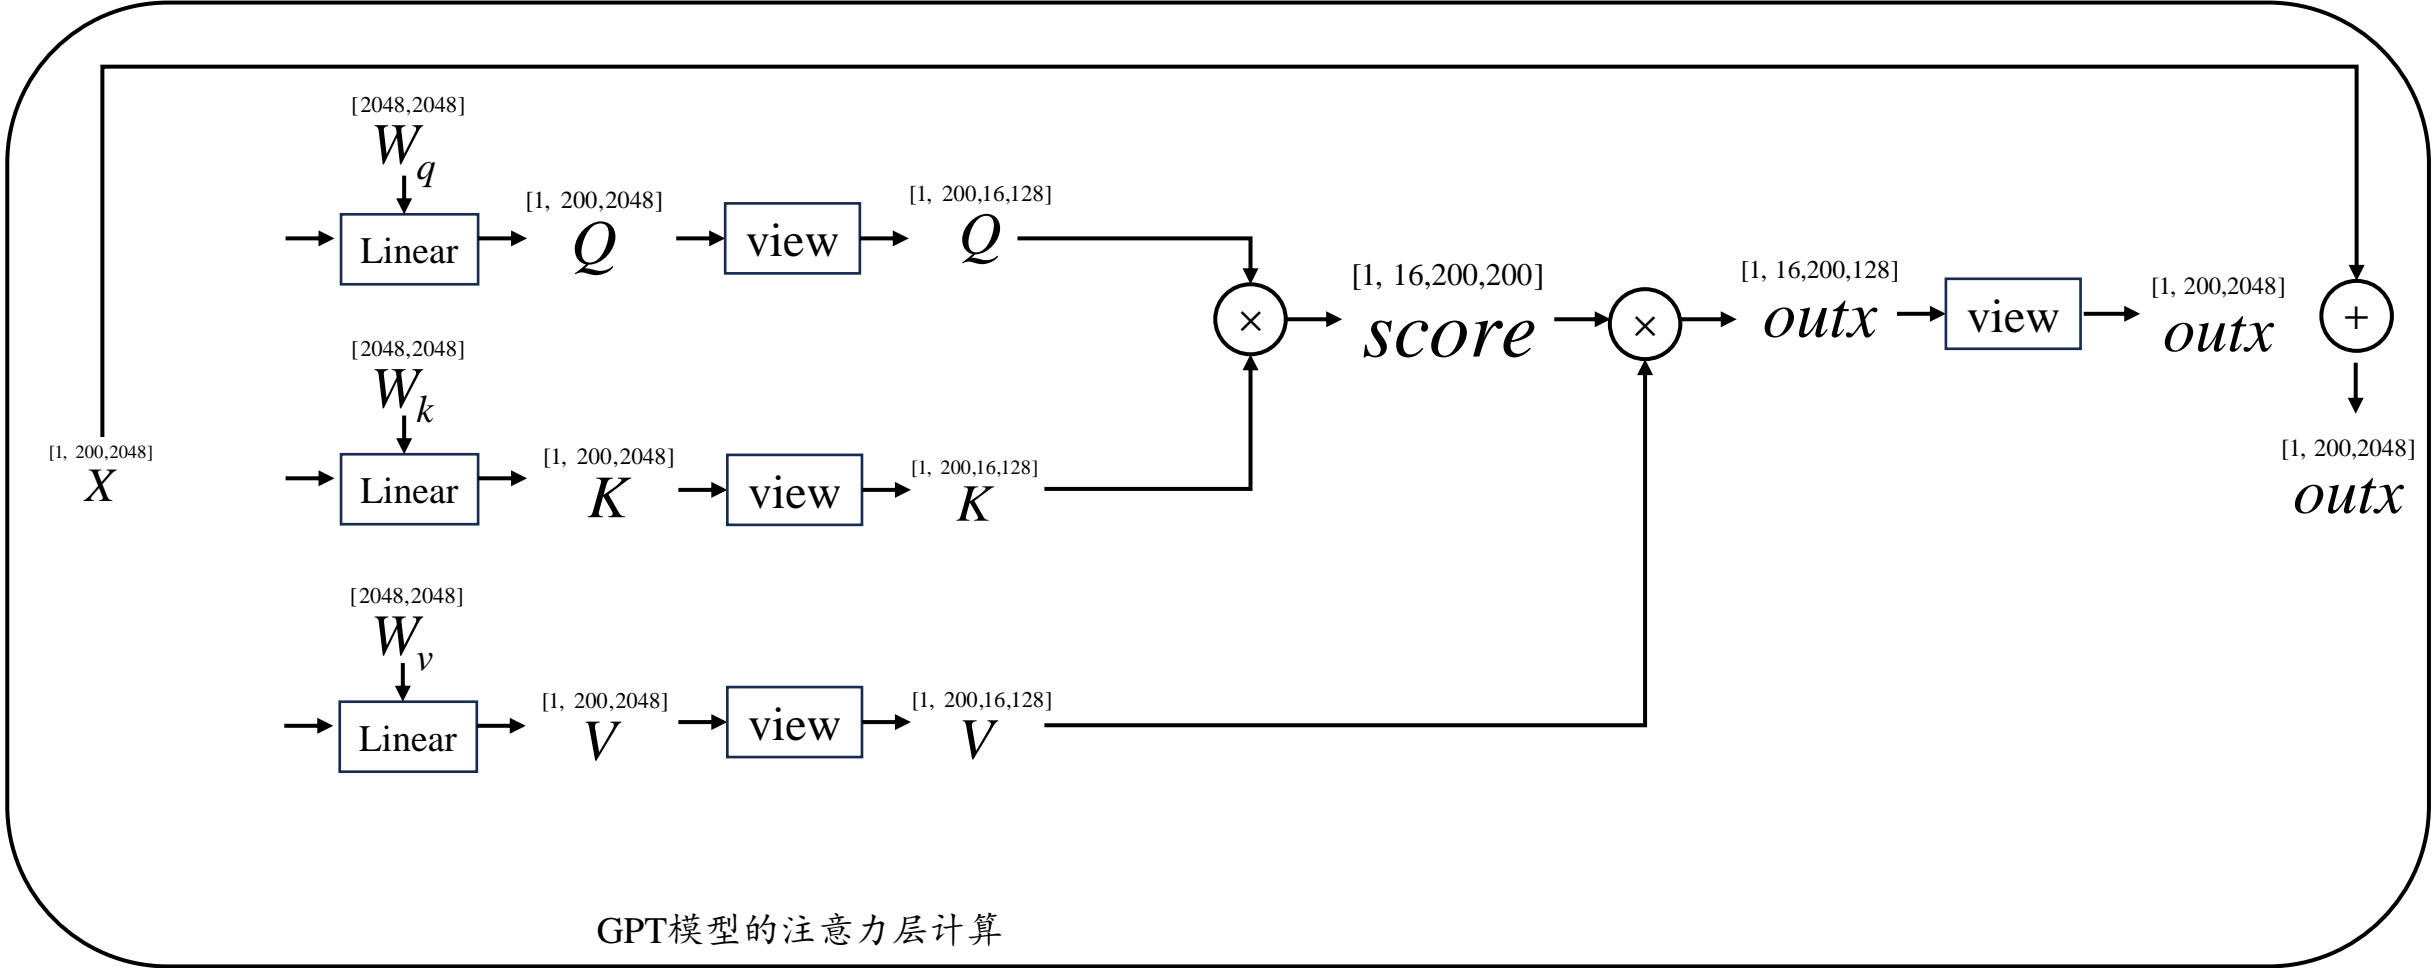 [2048,2048]
W_q
Linear
[1, 200,2048]
Q
view
[1, 200,16,128]
Q
[2048,2048]
W_k
Linear
[1, 200,2048]
K
view
[1, 200,16,128]
K
[1, 200,2048]
X
[2048,2048]
W_v
Linear
[1, 200,2048]
V
view
[1, 200,16,128]
V
×
[1, 16,200,200]
score
×
[1, 16,200,128]
outx
view
[1, 200,2048]
outx
+
[1, 200,2048]
outx
GPT模型的注意力层计算